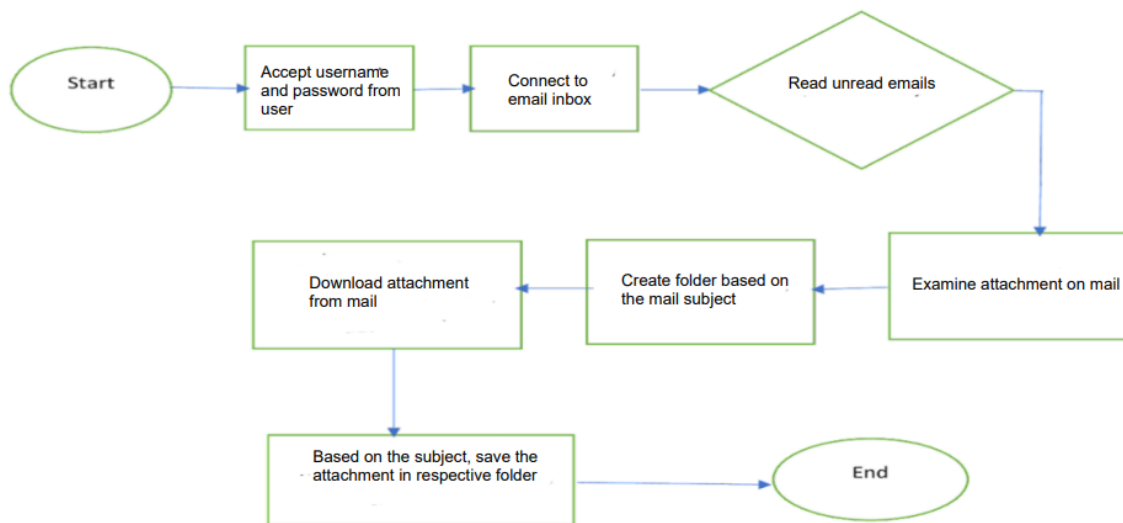 Start
Accept username
and password from
user
Connect to
email inbox
Read unread emails
Examine attachment on mail
Create folder based on
the mail subject
Download attachment
from mail
Based on the subject, save the
attachment in respective folder
End